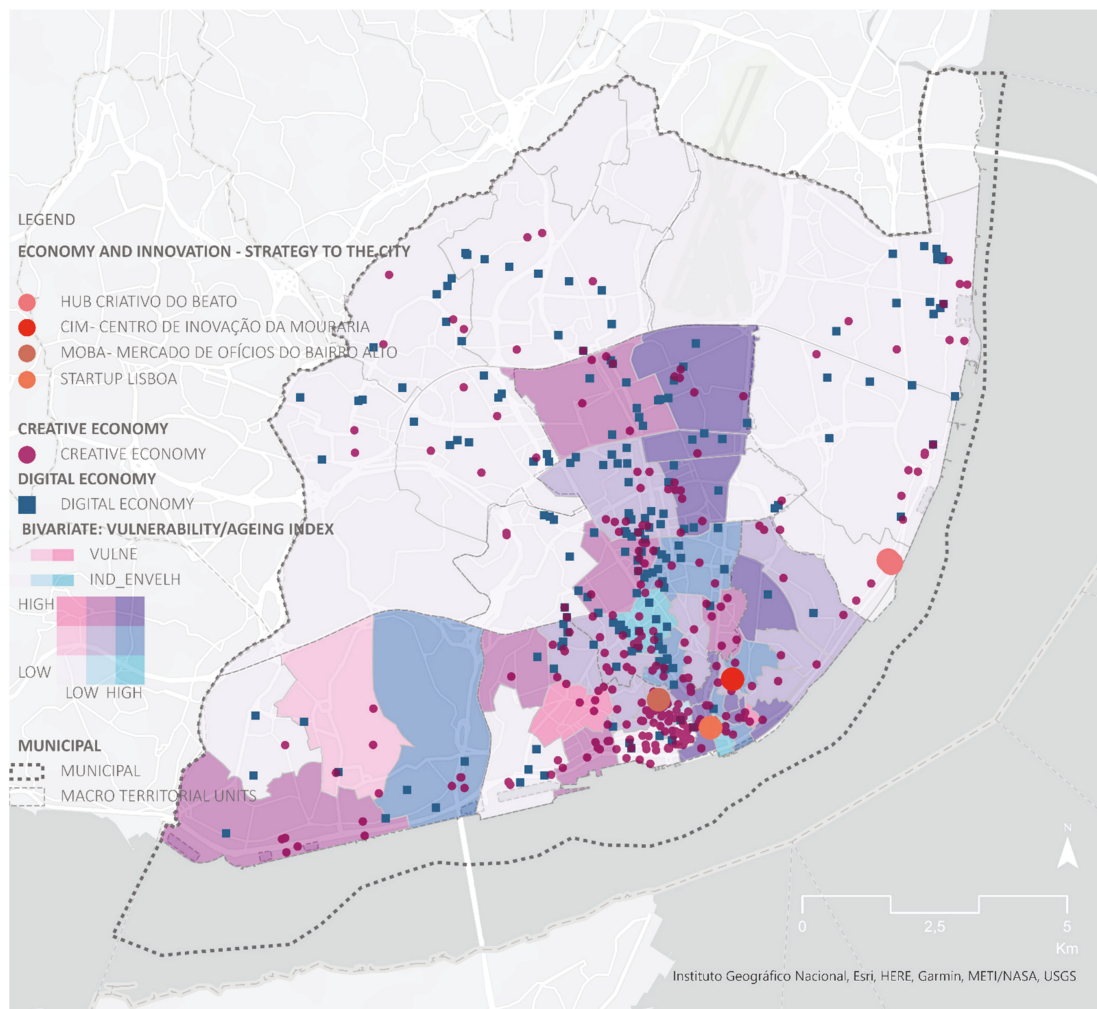 LEGEND
ECONOMY AND INNOVATION - STRATEGY TO THE CITY
HUB CRIATIVO DO BEATO
CIM- CENTRO DE INOVAÇÃO DA MOURARIA
MOBA- MERCADO DE OFÍCIOS DO BAIRRO ALTO
STARTUP LISBOA
CREATIVE ECONOMY
CREATIVE ECONOMY
DIGITAL ECONOMY
DIGITAL ECONOMY
BIVARIATE: VULNERABILITY/AGEING INDEX
VULNE
IND_ENVELH
HIGH
LOW
LOW HIGH
MUNICIPAL
MUNICIPAL
MACRO TERRITORIAL UNITS
N
0 2,5 5
Km
Instituto Geográfico Nacional, Esri, HERE, Garmin, METI/NASA, USGS